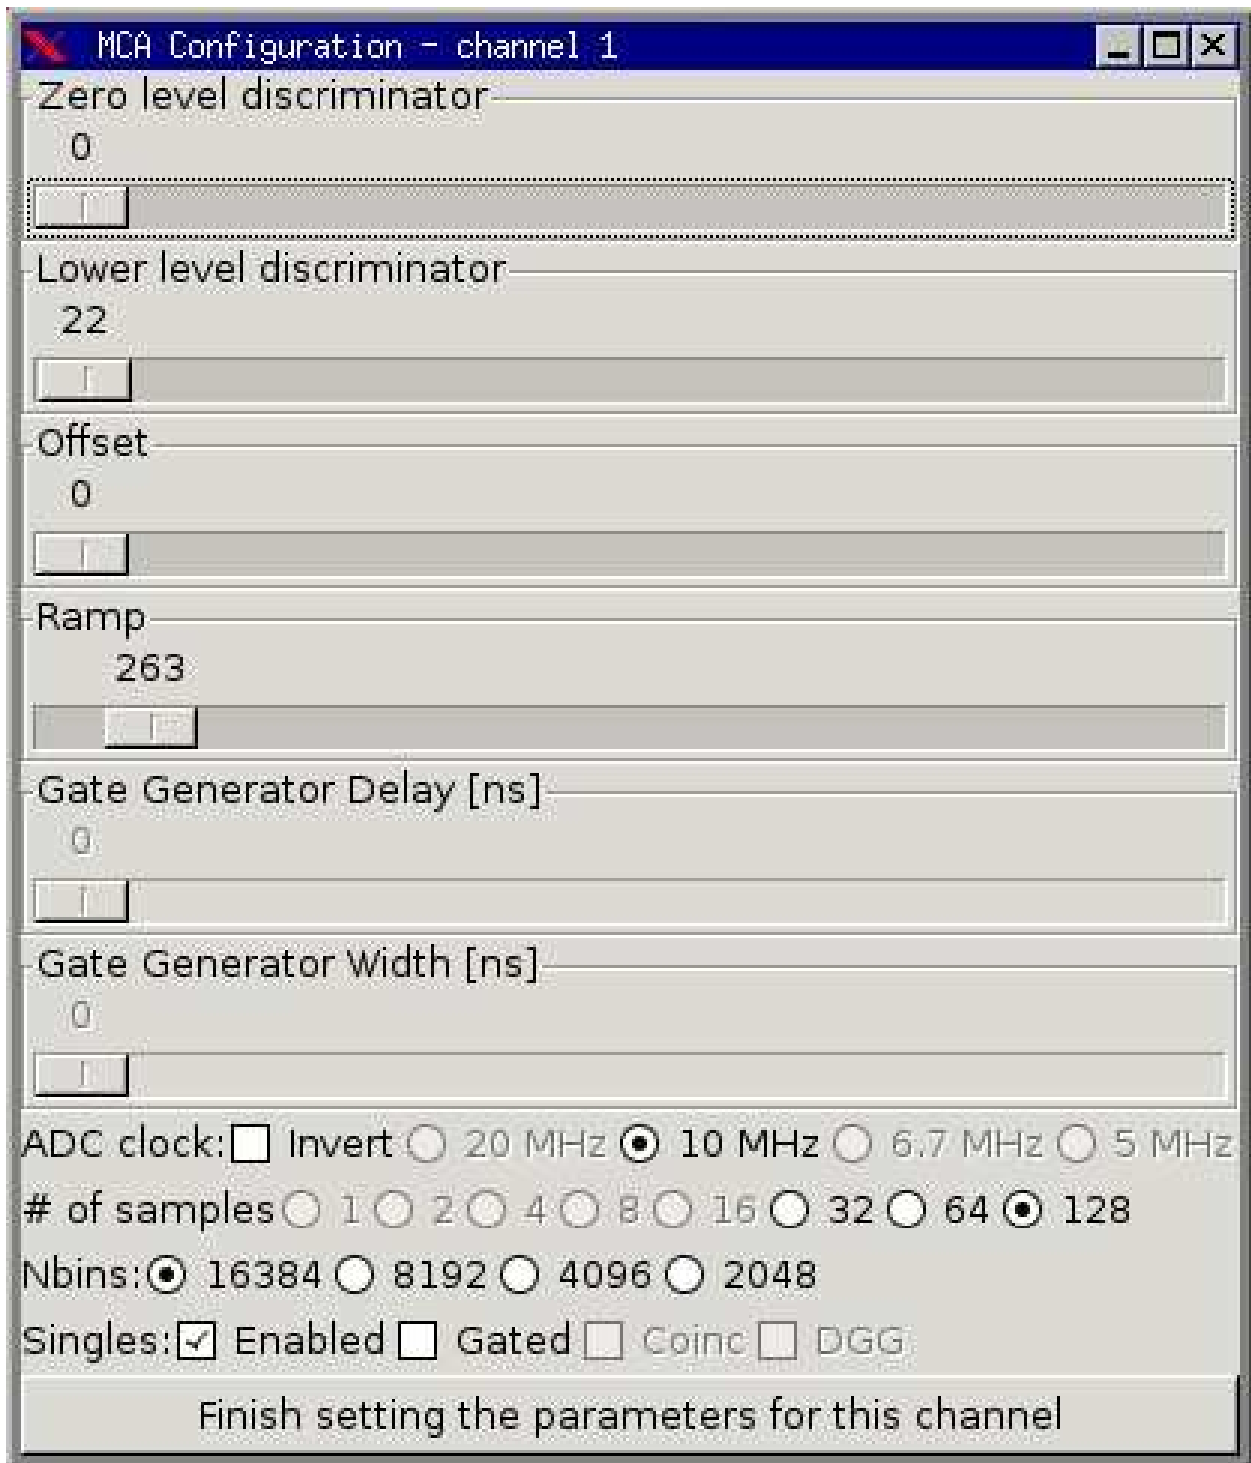 MCA Configuration - channel 1
Zero level discriminator
0
Lower level discriminator
22
Offset
0
Ramp
263
Gate Generator Delay [ns]
0
Gate Generator Width [ns]
0
ADC clock: Invert 20 MHz 10 MHz 6.7 MHz 5 MHz
# of samples 1 2 4 8 16 32 64 128
Nbins: 16384 8192 4096 2048
Singles: Enabled Gated Coinc DGG
Finish setting the parameters for this channel